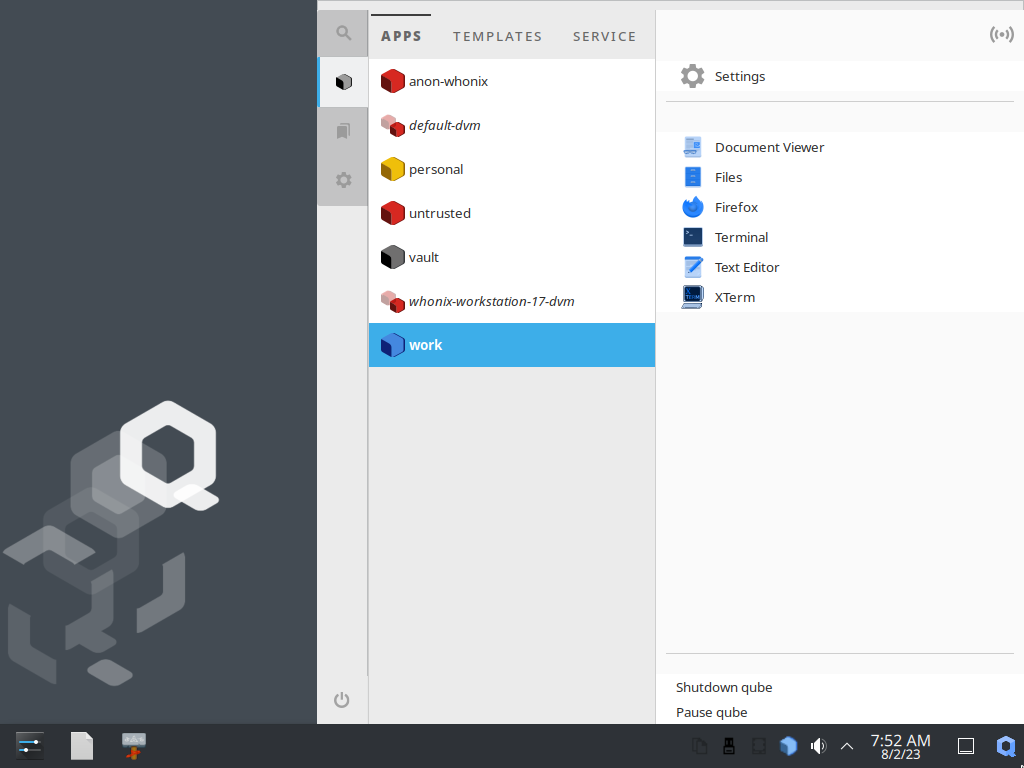 APPS TEMPLATES SERVICE
anon-whonix
default-dvm
personal
untrusted
vault
whonix-workstation-17-dvm
work
Settings
Document Viewer
Files
Firefox
Terminal
Text Editor
XTerm
Shutdown qube
Pause qube
7:52 AM
8/2/23